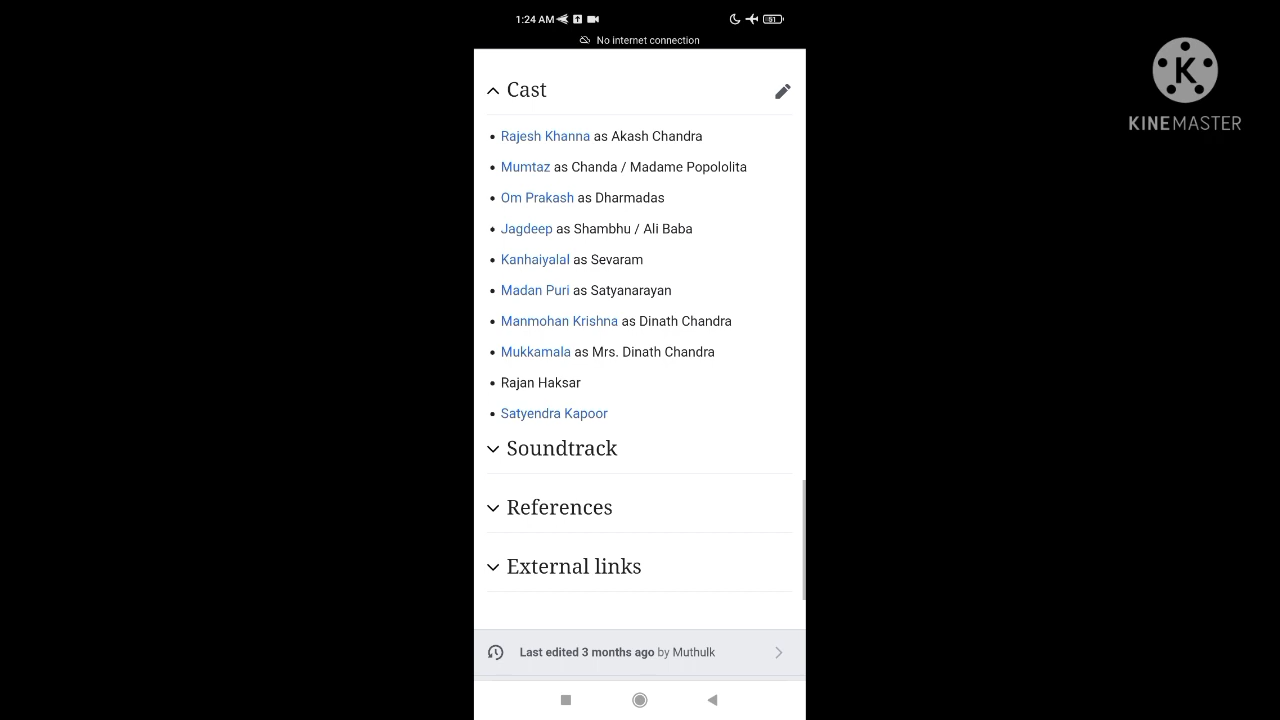 1:24 AM
51
No internet connection
Cast
Rajesh Khanna as Akash Chandra
Mumtaz as Chanda / Madame Popololita
Om Prakash as Dharmadas
Jagdeep as Shambhu / Ali Baba
Kanhaiyalal as Sevaram
Madan Puri as Satyanarayan
Manmohan Krishna as Dinath Chandra
Mukkamala as Mrs. Dinath Chandra
Rajan Haksar
Satyendra Kapoor
Soundtrack
References
External links
Last edited 3 months ago by Muthulk
K
KINEMASTER